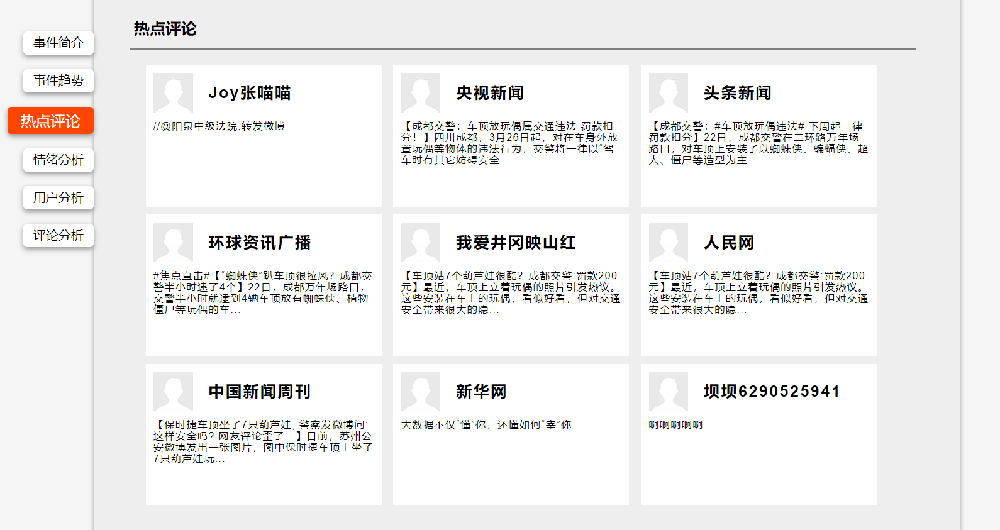 事件简介
事件趋势
热点评论
情绪分析
用户分析
评论分析
热点评论
Joy张喵喵
//@阳泉中级法院:转发微博
央视新闻
【成都交警：车顶放玩偶属交通违法 罚款扣
分！】四川成都，3月26日起，对在车身外放
置玩偶等物体的违法行为，交警将一律以“驾
车时有其它妨碍安全...
头条新闻
【成都交警：#车顶放玩偶违法# 下周起一律
罚款扣分】22日，成都交警在二环路万年场
路口，对车顶上安装了以蜘蛛侠、蝙蝠侠、超
人、僵尸等造型为主...
环球资讯广播
#焦点直击#【“蜘蛛侠”趴车顶很拉风？成都交
警半小时逮了4个】22日，成都万年场路口，
交警半小时就逮到4辆车顶放有蜘蛛侠、植物
僵尸等玩偶的车...
我爱井冈映山红
【车顶站7个葫芦娃很酷？成都交警:罚款200
元】最近，车顶上立着玩偶的照片引发热议。
这些安装在车上的玩偶，看似好看，但对交通
安全带来很大的隐...
人民网
【车顶站7个葫芦娃很酷？成都交警:罚款200
元】最近，车顶上立着玩偶的照片引发热议。
这些安装在车上的玩偶，看似好看，但对交通
安全带来很大的隐...
中国新闻周刊
【保时捷车顶坐了7只葫芦娃, 警察发微博问:
这样安全吗？网友评论歪了...】日前，苏州公
安微博发出一张图片，图中保时捷车顶上坐了
7只葫芦娃玩...
新华网
大数据不仅“懂”你，还懂如何“宰”你
坝坝6290525941
啊啊啊啊啊